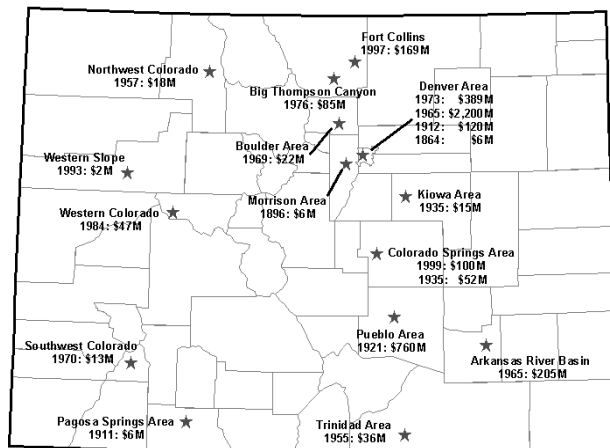 Fort Collins
1997: $169M
Northwest Colorado
1957: $18M
Big Thompson Canyon
1976: $85M
Denver Area
1973: $389M
1965: $2,200M
1912: $120M
1864: $6M
Boulder Area
1969: $22M
Western Slope
1993: $2M
Morrison Area
1896: $6M
Kiowa Area
1935: $15M
Western Colorado
1984: $47M
Colorado Springs Area
1999: $100M
1935: $52M
Pueblo Area
1921: $760M
Southwest Colorado
1970: $13M
Arkansas River Basin
1965: $205M
Pagosa Springs Area
1911: $6M
Trinidad Area
1955: $36M